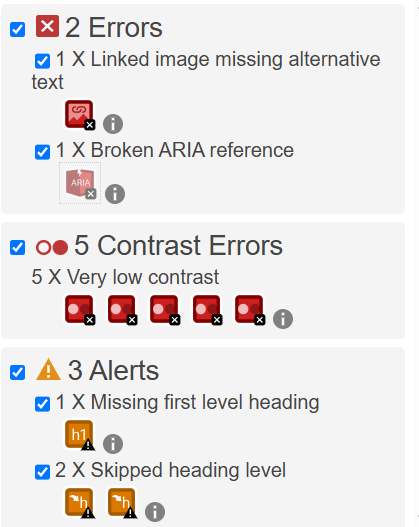 2 Errors
1 X Linked image missing alternative
text
1 X Broken ARIA reference
ARIA
5 Contrast Errors
5 X Very low contrast
3 Alerts
1 X Missing first level heading
h1
2 X Skipped heading level
h h